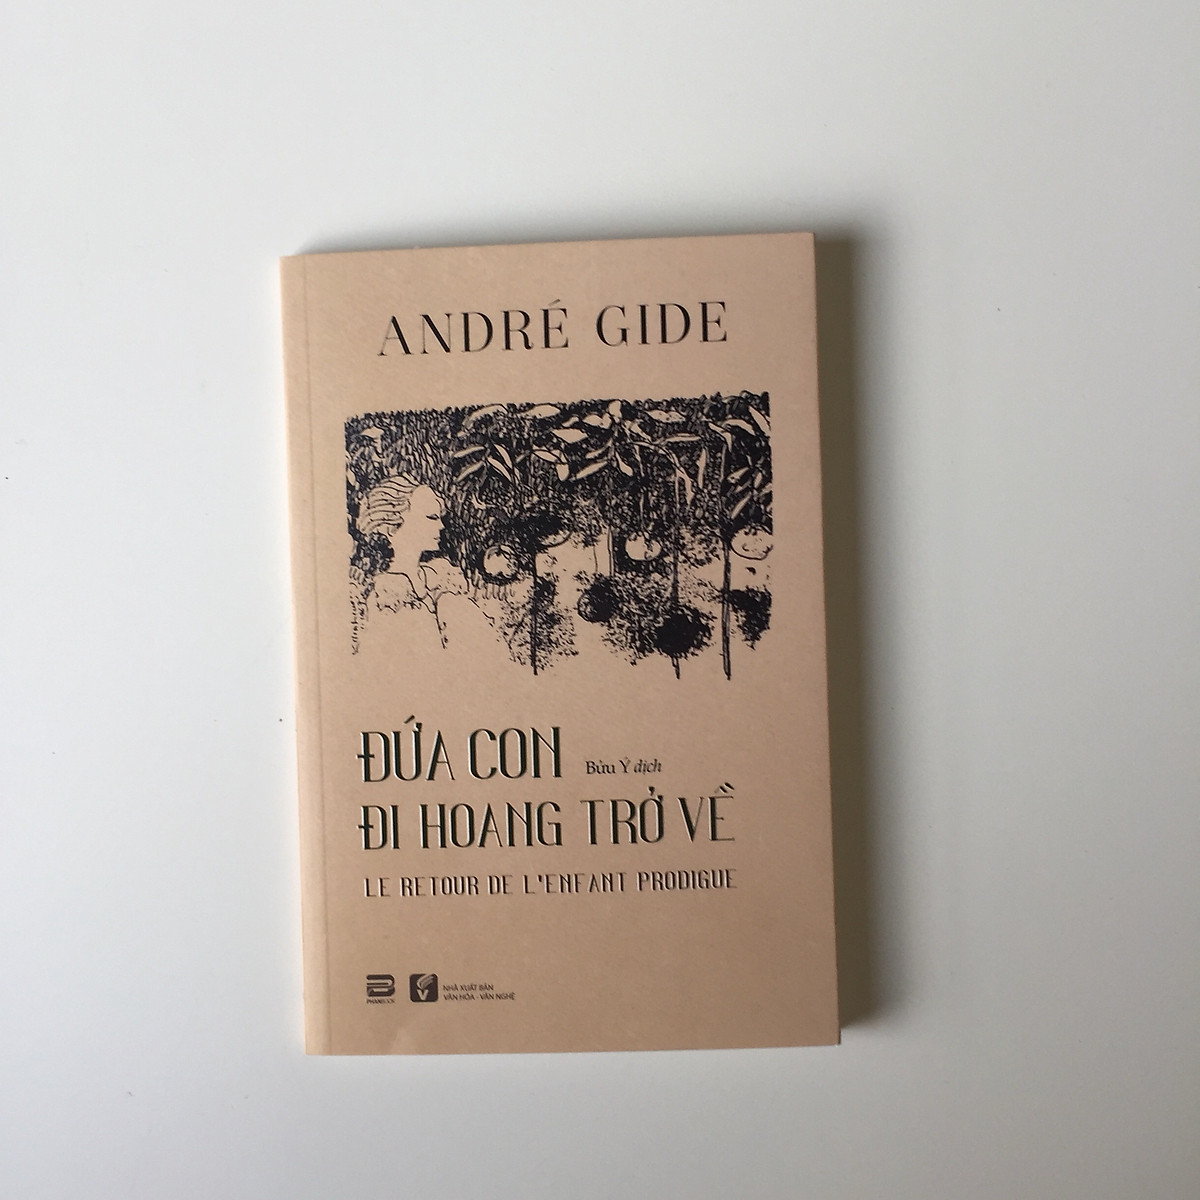 ANDRÉ GIDE
ĐỨA CON
Bửu Ý dịch
ĐI HOANG TRỞ VỀ
LE RETOUR DE L'ENFANT PRODIGUE
PHANBOOK
NHÀ XUẤT BẢN
VĂN HÓA - VĂN NGHỆ